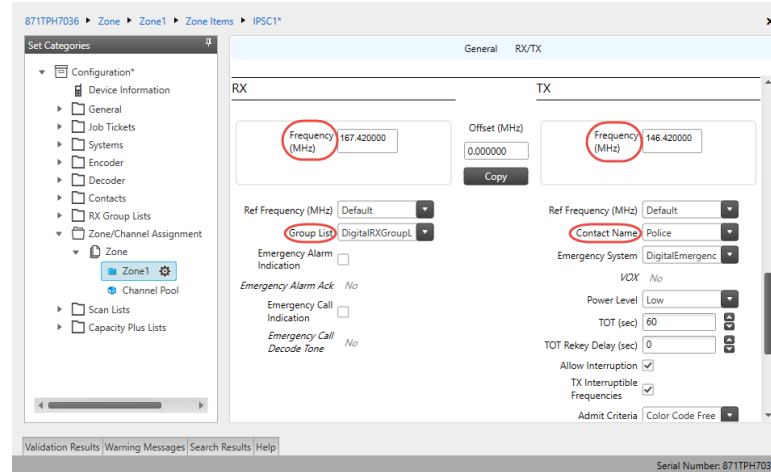 871TPH7036 Zone Zone1 Zone Items IPSC1*
Set Categories
Configuration*
Device Information
General
Job Tickets
Systems
Encoder
Decoder
Contacts
RX Group Lists
Zone/Channel Assignment
Zone
Zone1
Channel Pool
Scan Lists
Capacity Plus Lists
General RX/TX
RX
Frequency (MHz) 167.420000
Offset (MHz)
0.000000
Copy
Ref Frequency (MHz) Default
Group List DigitalRXGroupL
Emergency Alarm
Indication
Emergency Alarm Ack No
Emergency Call
Indication
Emergency Call
Decode Tone No
TX
Frequency (MHz) 146.420000
Ref Frequency (MHz) Default
Contact Name Police
Emergency System DigitalEmergenc
VOX No
Power Level Low
TOT (sec) 60
TOT Rekey Delay (sec) 0
Allow Interruption
TX Interruptible
Frequencies
Admit Criteria Color Code Free
Validation Results Warning Messages Search Results Help
Serial Number: 871TPH703